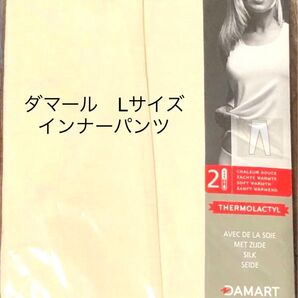 ダマール　Lサイズ
インナーパンツ
2
CHALEUR DOUCE
ZACHTE WARMTE
SOFT WARMTH
SANFT WÄRMEND
THERMOLACTYL
AVEC DE LA SOIE
MET ZIJDE
SILK
SEIDE
DAMART